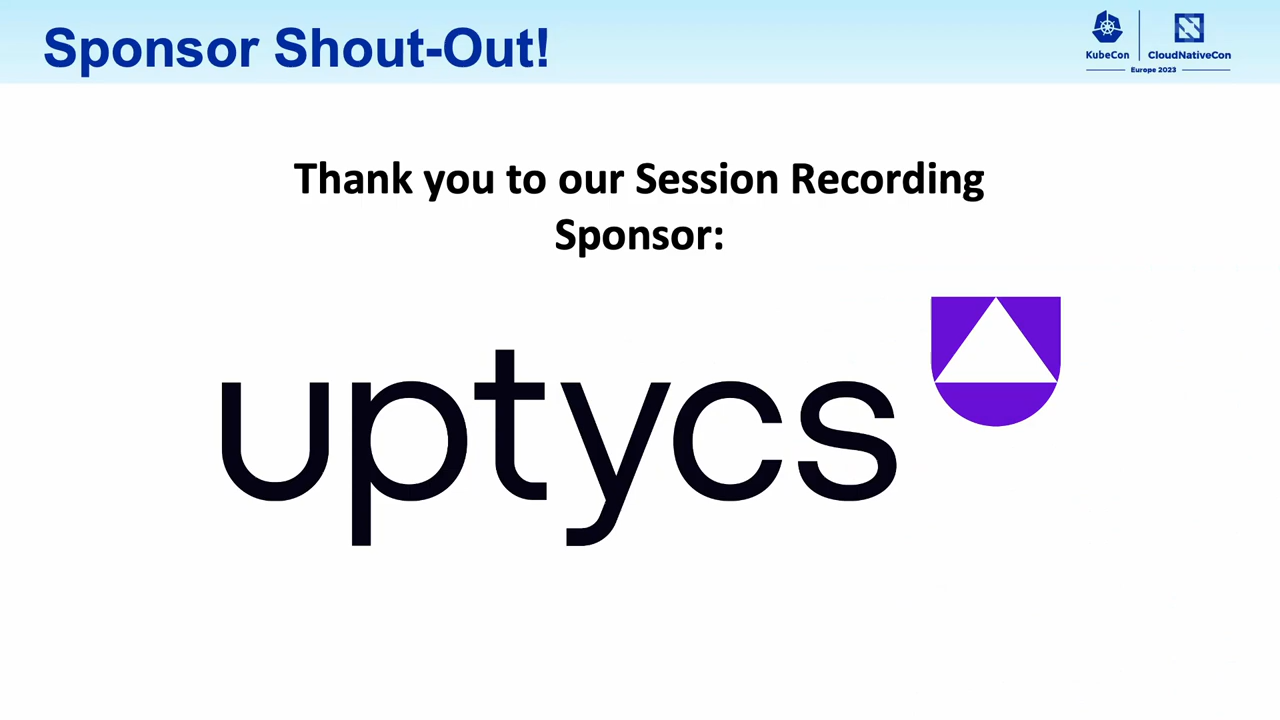 Sponsor Shout-Out!
KubeCon
CloudNativeCon
Europe 2023
Thank you to our Session Recording
Sponsor:
uptycs